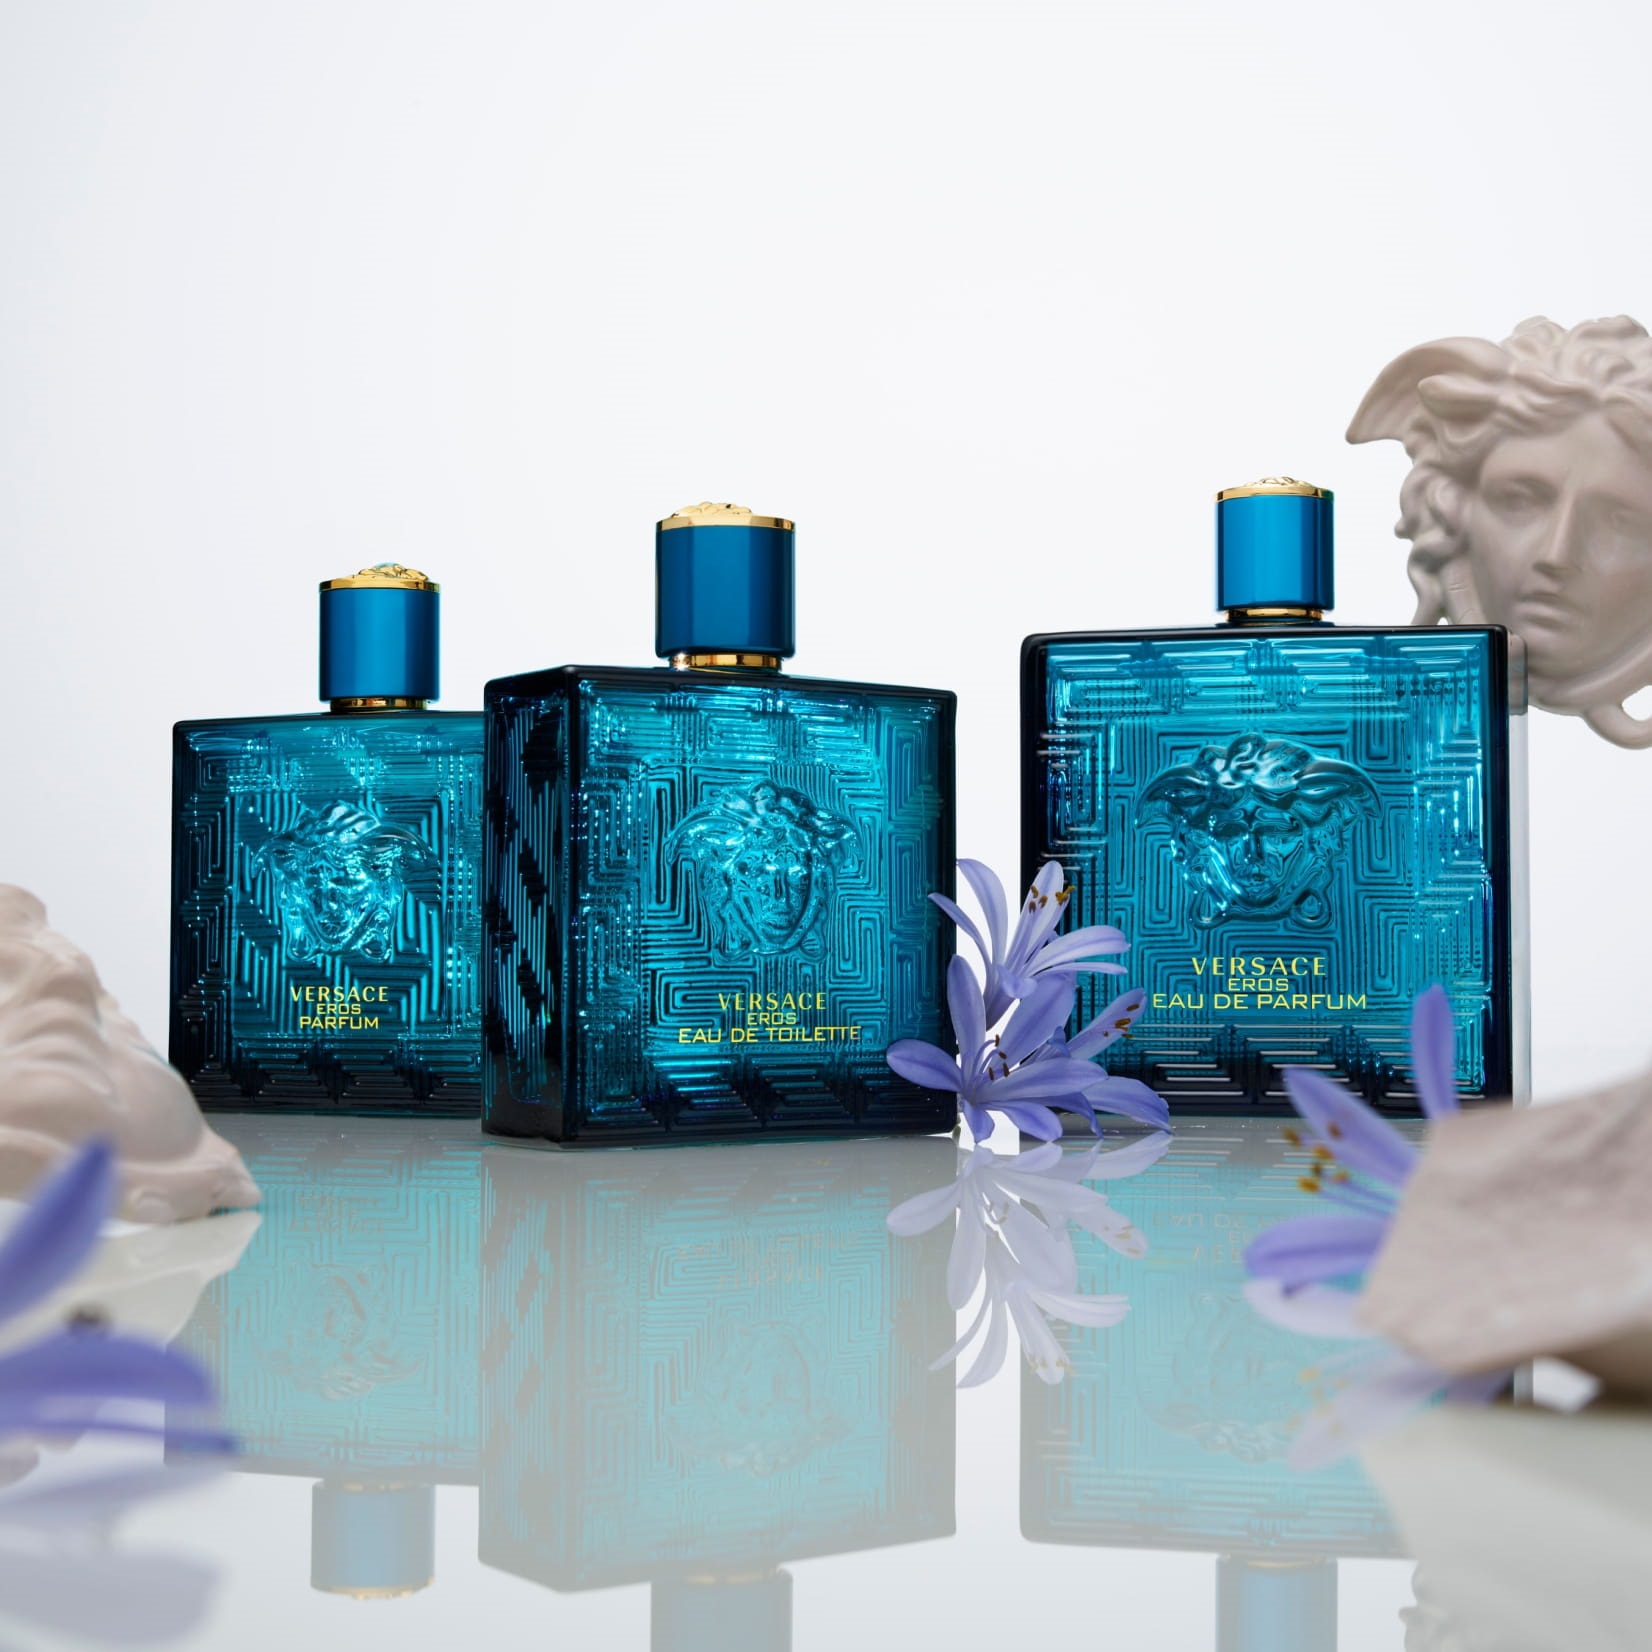 VERSACE
EROS
PARFUM
VERSACE
EROS
EAU DE TOILETTE
VERSACE
EROS
EAU DE PARFUM